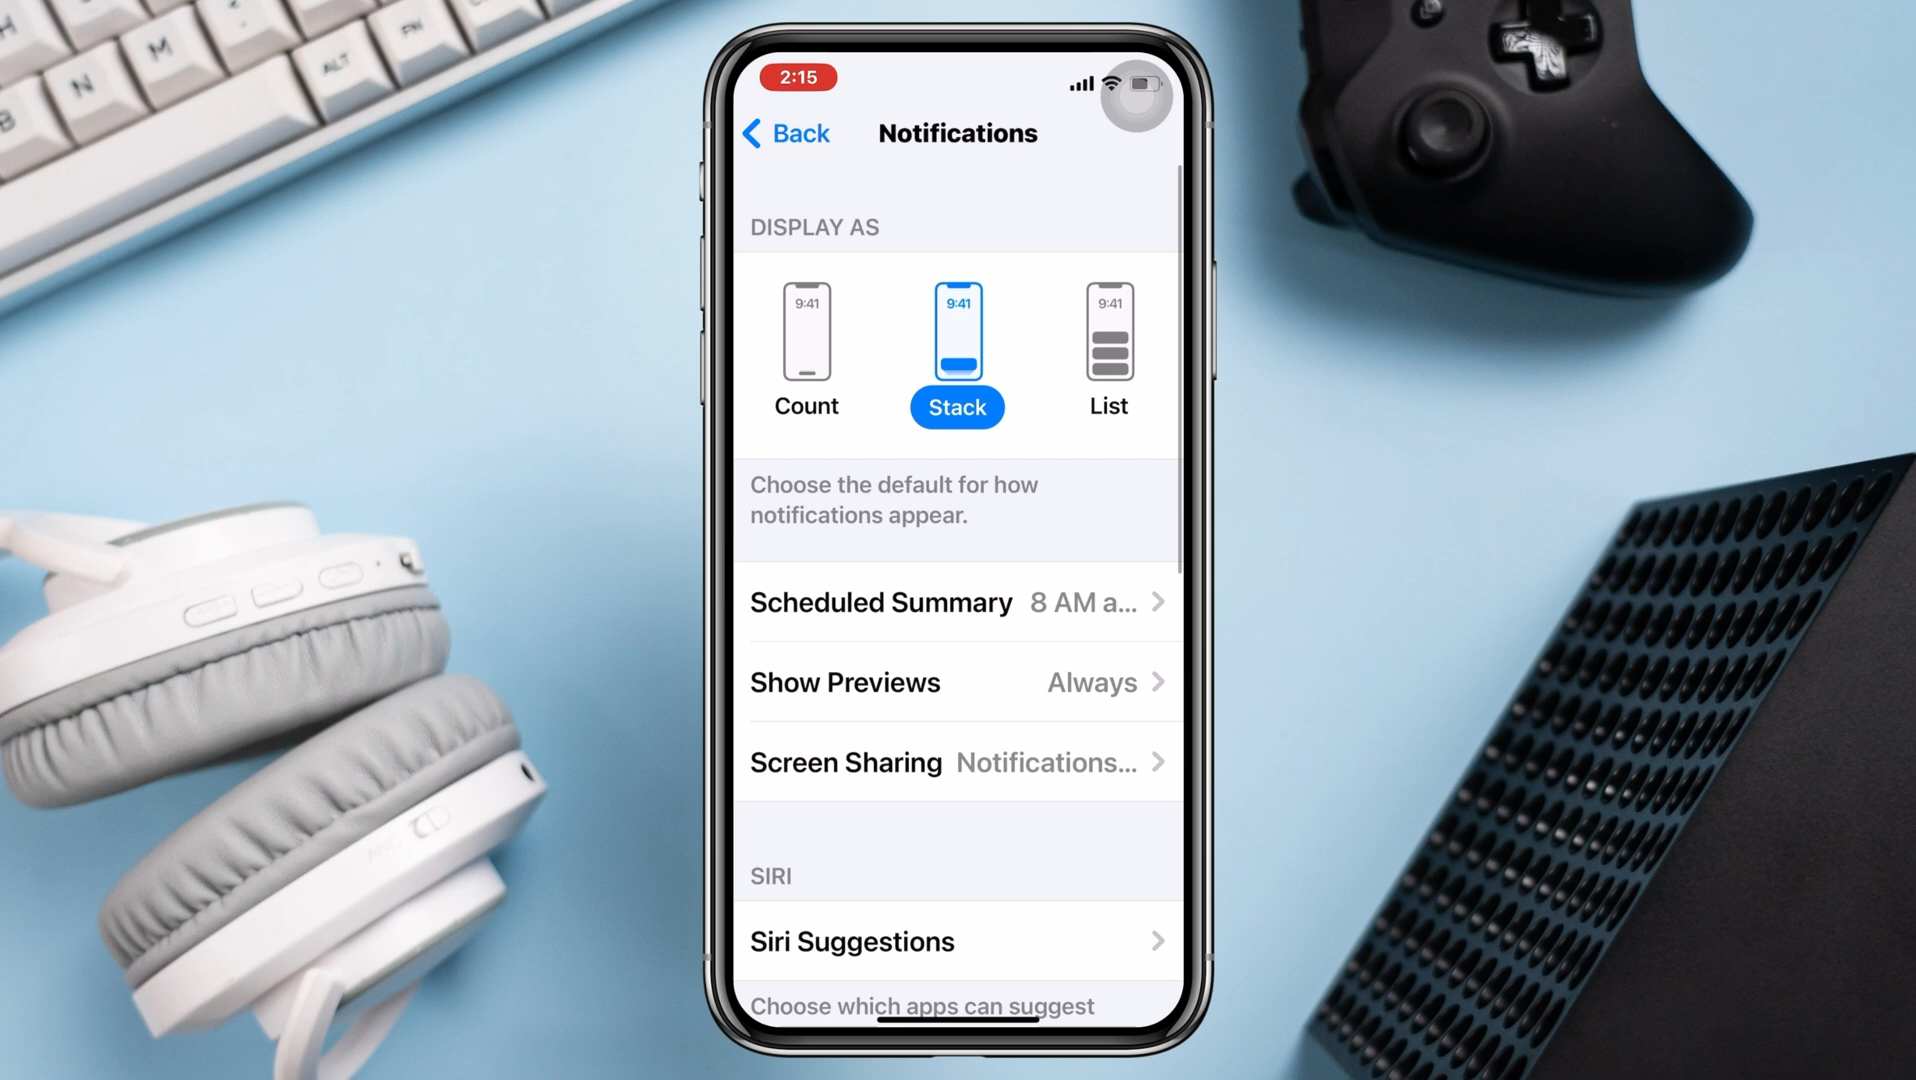 H
B
N
M
ALT
FN
2:15
Back
Notifications
DISPLAY AS
9:41
9:41
9:41
Count
Stack
List
Choose the default for how
notifications appear.
Scheduled Summary 8 AM a...
Show Previews Always
Screen Sharing Notifications...
SIRI
Siri Suggestions
Choose which apps can suggest